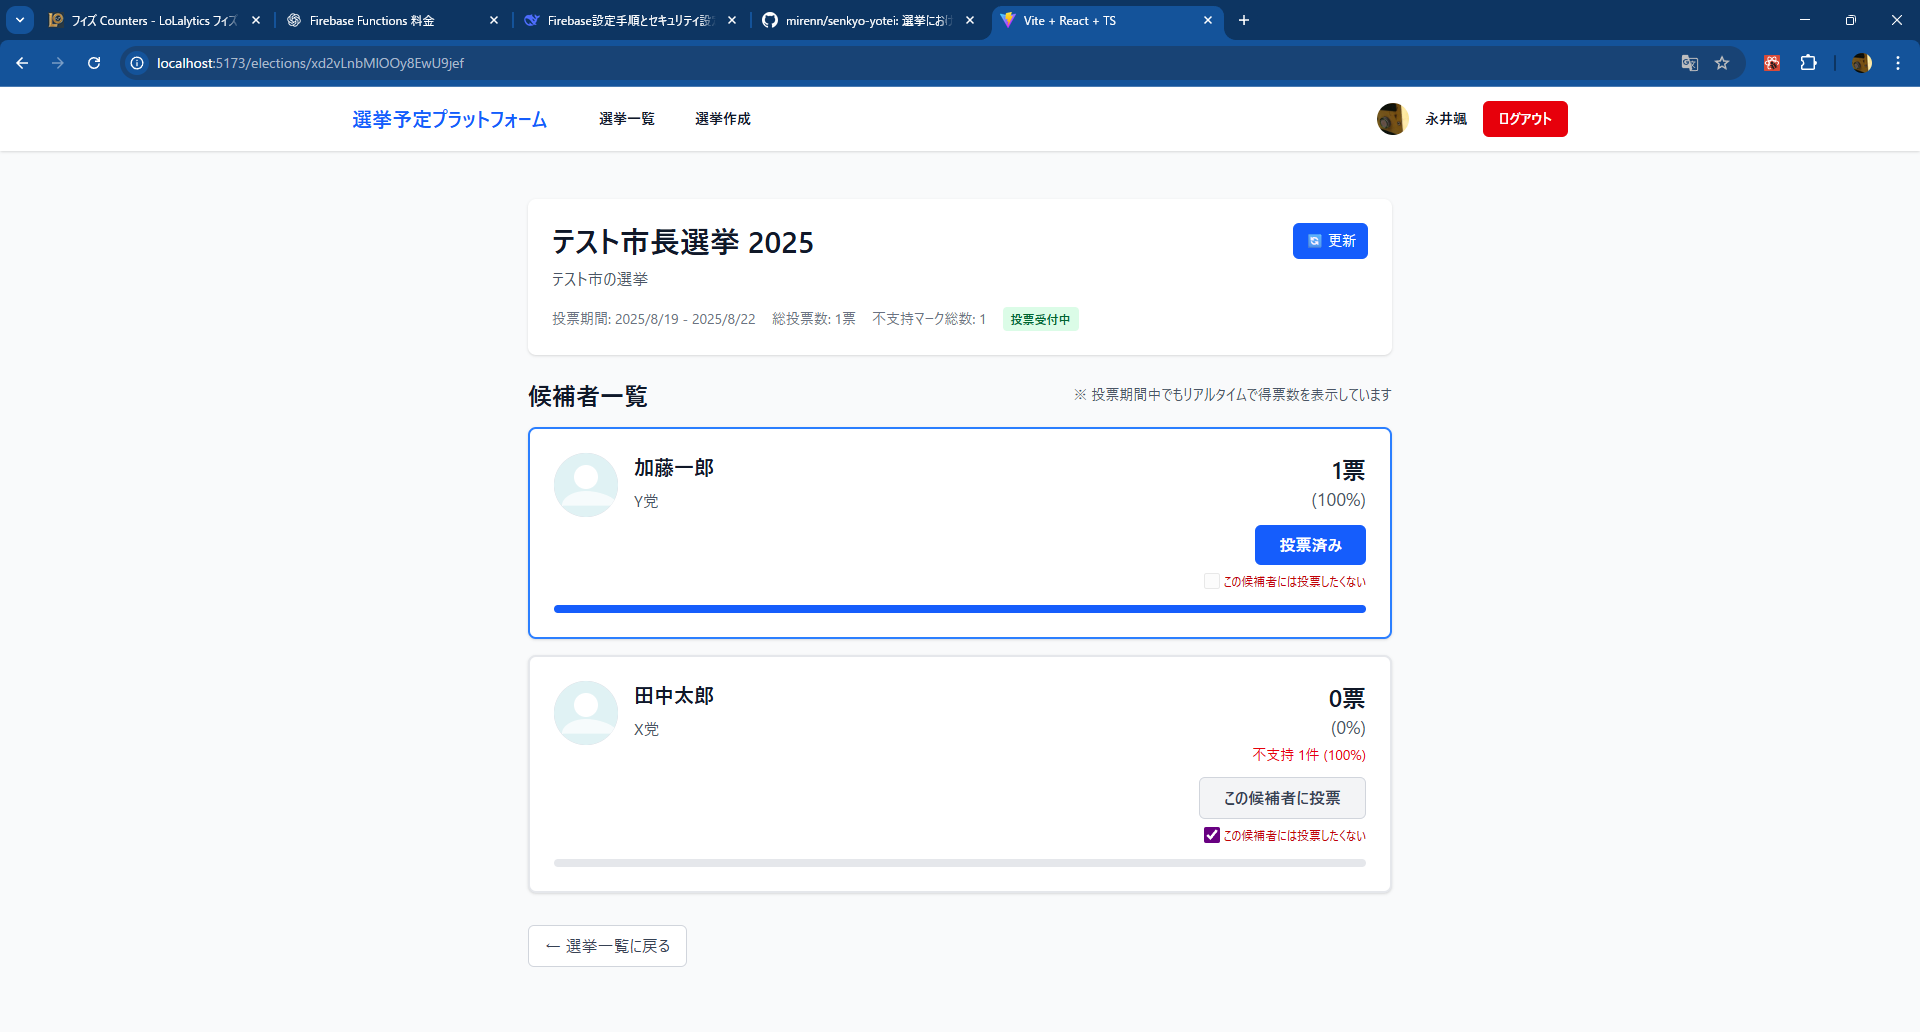 フィズ Counters - LoLalytics フィズ
Firebase Functions 料金
Firebase設定手順とセキュリティ設
mirenn/senkyo-yotei: 選挙におけ
Vite + React + TS
localhost:5173/elections/xd2vLnbMlOOy8EwU9jef
選挙予定プラットフォーム
選挙一覧
選挙作成
永井颯
ログアウト
テスト市長選挙 2025
更新
テスト市の選挙
投票期間: 2025/8/19 - 2025/8/22 総投票数: 1票 不支持マーク総数: 1 投票受付中
候補者一覧
※ 投票期間中でもリアルタイムで得票数を表示しています
加藤一郎
Y党
1票
(100%)
投票済み
この候補者には投票したくない
田中太郎
X党
0票
(0%)
不支持 1件 (100%)
この候補者に投票
この候補者には投票したくない
← 選挙一覧に戻る